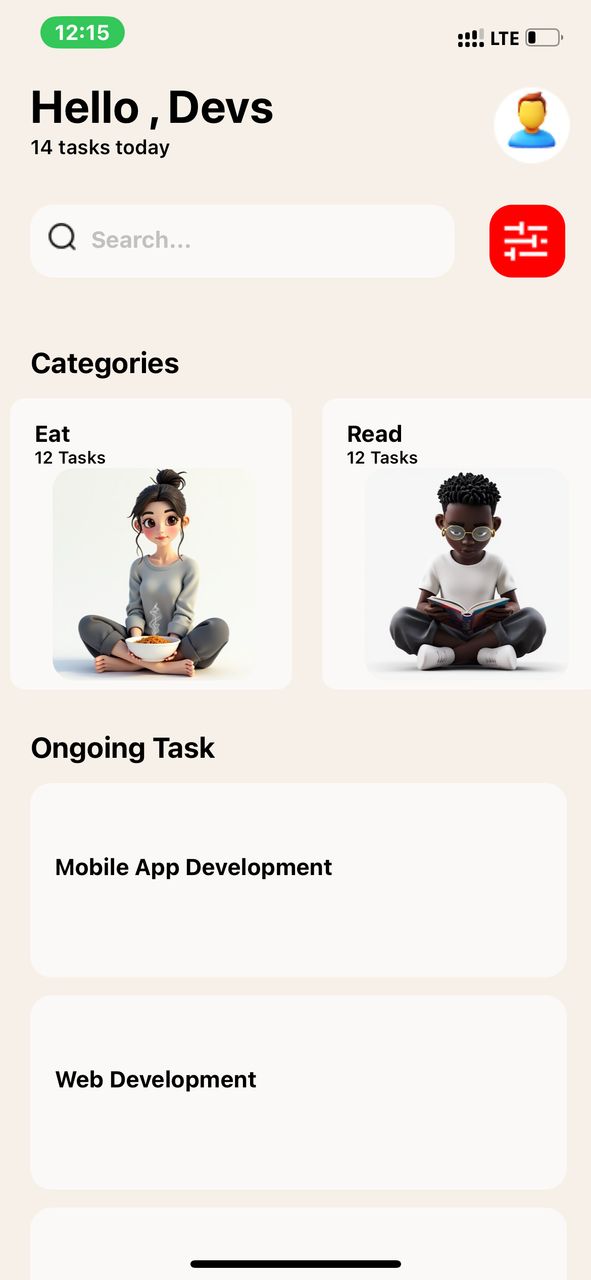 12:15
LTE
Hello , Devs
14 tasks today
Search...
Categories
Eat
12 Tasks
Read
12 Tasks
Ongoing Task
Mobile App Development
Web Development